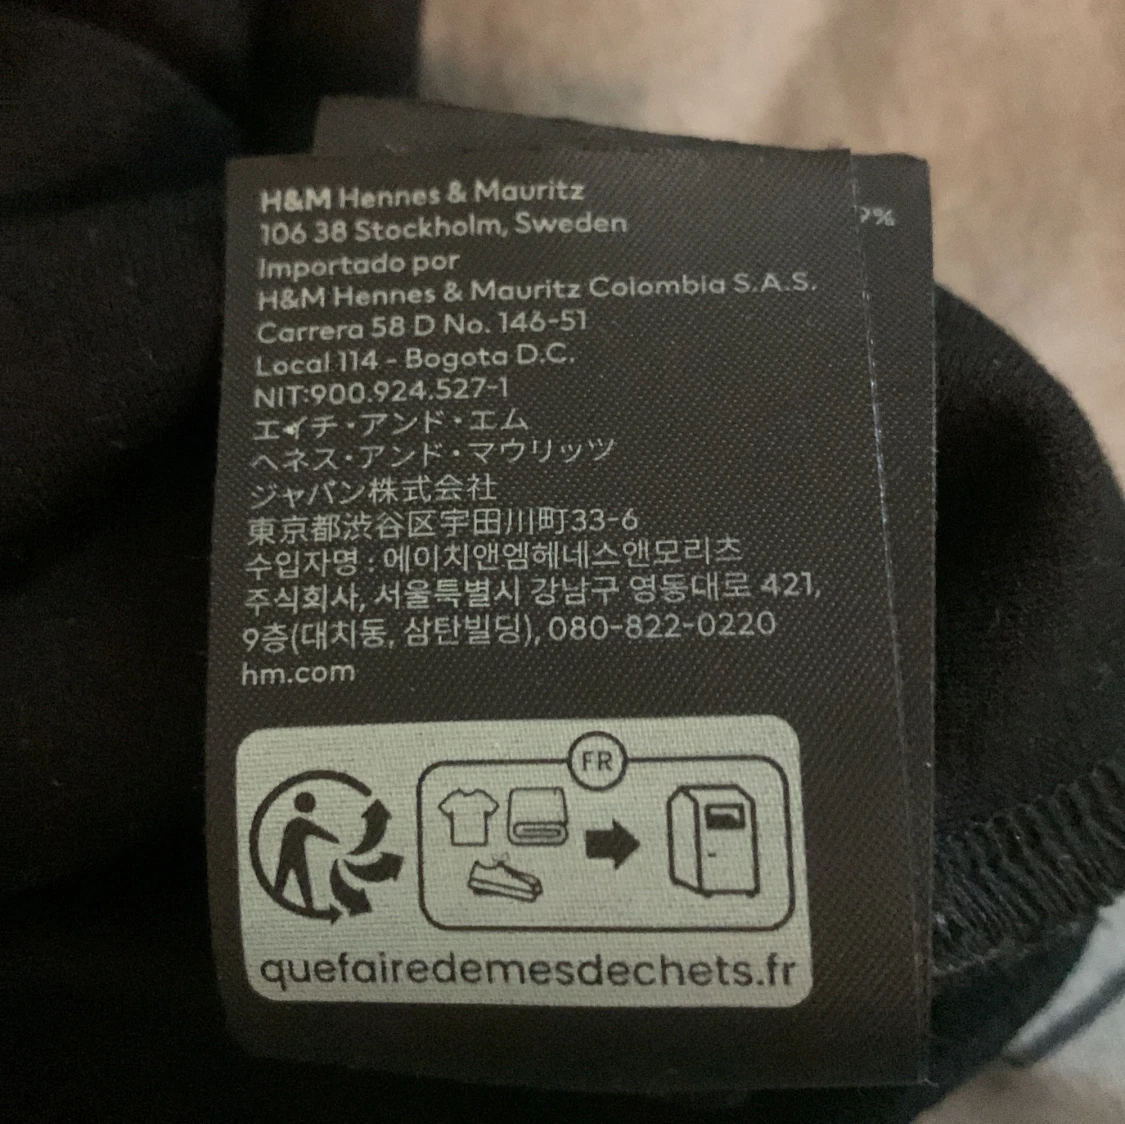 H&M Hennes & Mauritz
106 38 Stockholm, Sweden
Importado por
H&M Hennes & Mauritz Colombia S.A.S.
Carrera 58 D No. 146-51
Local 114 - Bogota D.C.
NIT:900.924.527-1
エイチ・アンド・エム
ヘネス・アンド・マウリッツ
ジャパン株式会社
東京都渋谷区宇田川町33-6
수입자명 : 에이치앤엠헤네스앤모리츠
주식회사, 서울특별시 강남구 영동대로 421,
9층(대치동, 삼탄빌딩), 080-822-0220
hm.com
FR
quefairedemesdechets.fr